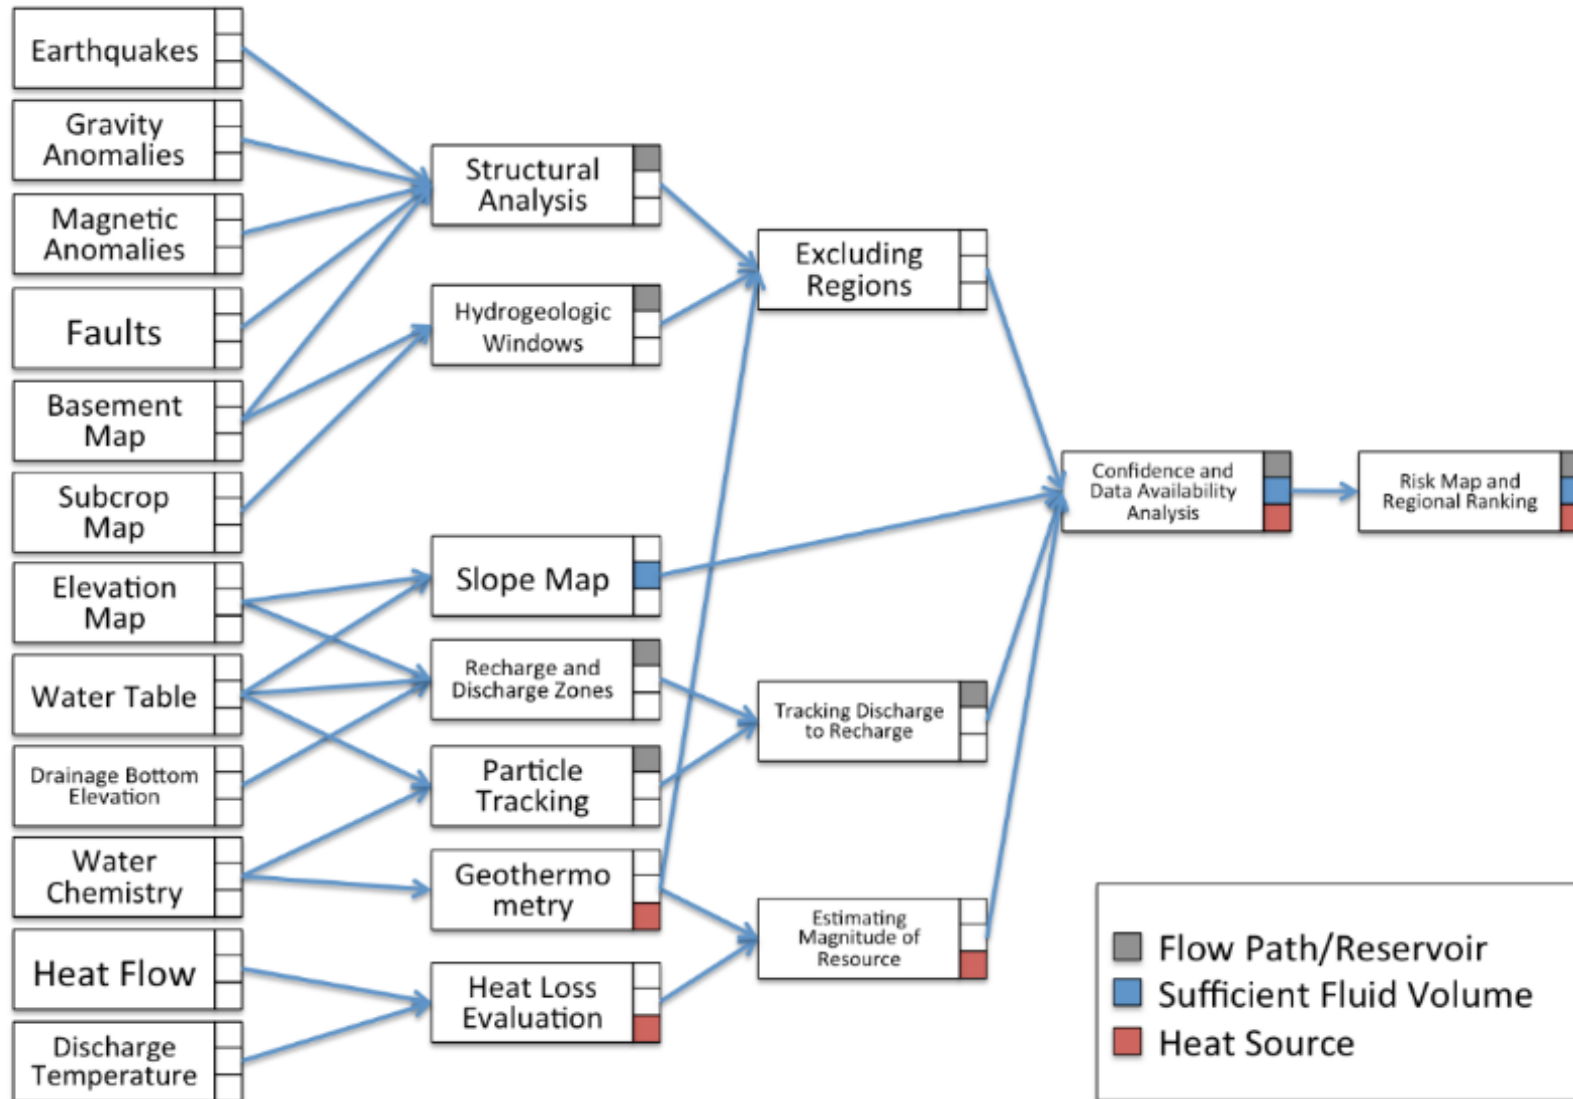 Earthquakes
Gravity
Anomalies
Magnetic
Anomalies
Faults
Basement
Map
Subcrop
Map
Elevation
Map
Water Table
Drainage Bottom
Elevation
Water
Chemistry
Heat Flow
Discharge
Temperature
Structural
Analysis
Hydrogeologic
Windows
Slope Map
Recharge and
Discharge Zones
Particle
Tracking
Geothermo
metry
Heat Loss
Evaluation
Excluding
Regions
Tracking Discharge
to Recharge
Estimating
Magnitude of
Resource
Confidence and
Data Availability
Analysis
Risk Map and
Regional Ranking
Flow Path/Reservoir
Sufficient Fluid Volume
Heat Source